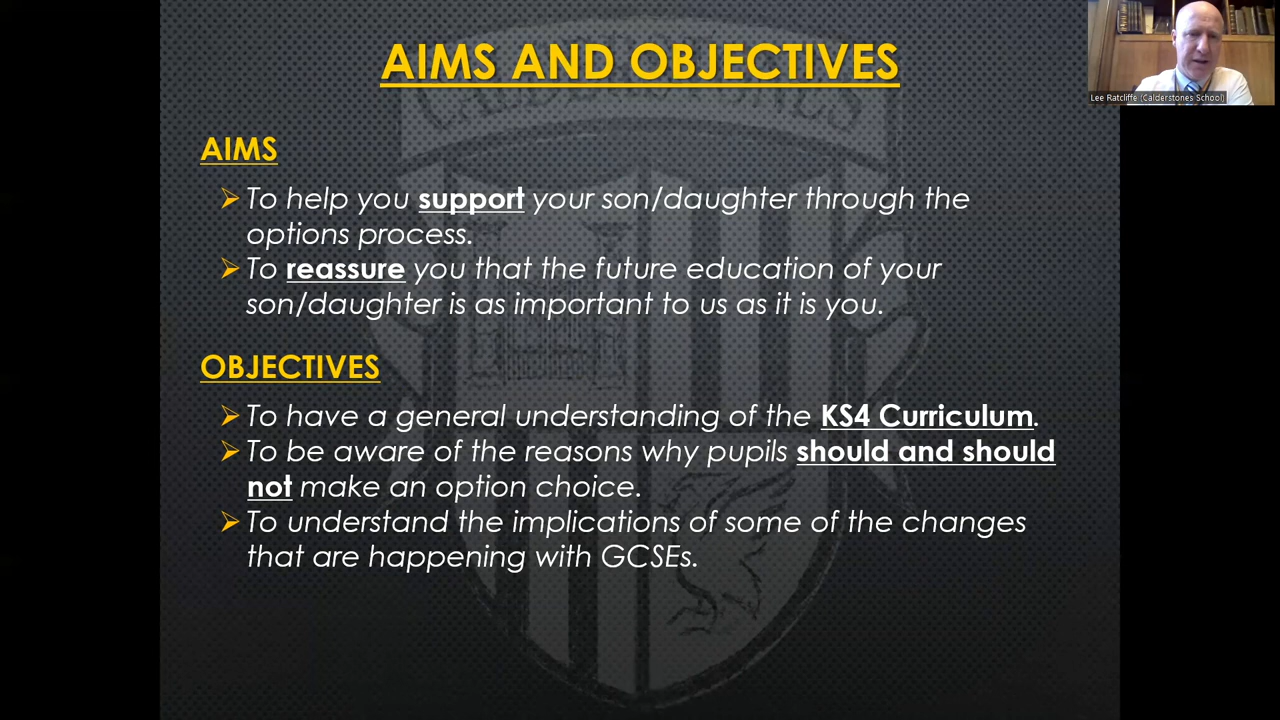 AIMS AND OBJECTIVES
Lee Ratcliffe (Calderstones School)
AIMS
To help you support your son/daughter through the
options process.
To reassure you that the future education of your
son/daughter is as important to us as it is you.
OBJECTIVES
To have a general understanding of the KS4 Curriculum.
To be aware of the reasons why pupils should and should
not make an option choice.
To understand the implications of some of the changes
that are happening with GCSEs.